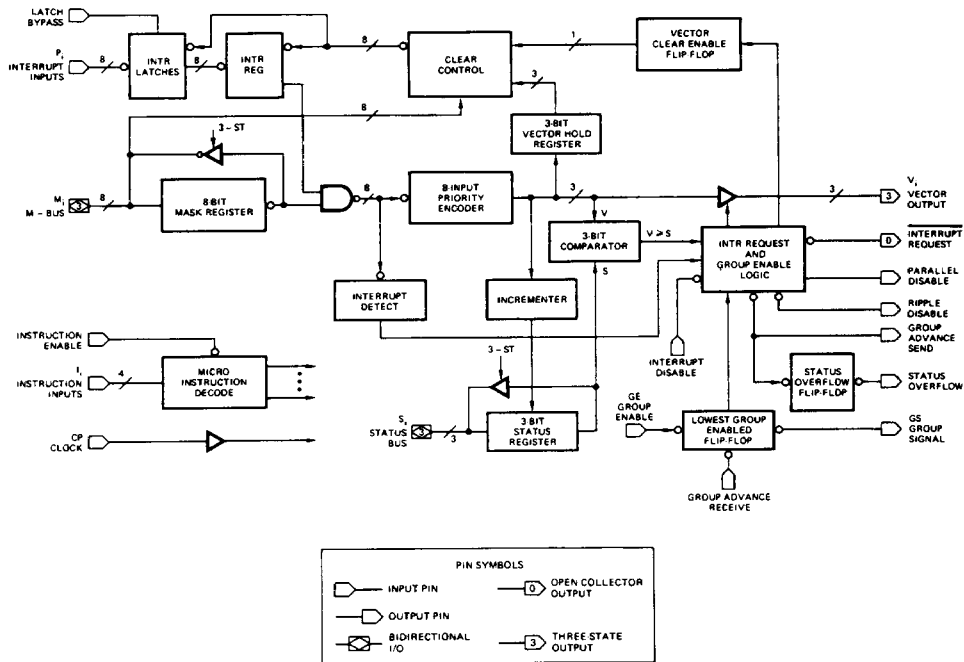 LATCH
BYPASS
Pi
INTERRUPT
INPUTS
8
INTR
LATCHES
8
INTR
REG
8
CLEAR
CONTROL
1
VECTOR
CLEAR ENABLE
FLIP-FLOP
3
8
3-BIT
VECTOR HOLD
REGISTER
3-ST
Mi
M-BUS
3
8
8-BIT
MASK REGISTER
8
8-INPUT
PRIORITY
ENCODER
3
V
3-BIT
COMPARATOR
V ≥ S
S
3
Vi
3 VECTOR
OUTPUT
INTR REQUEST
AND
GROUP ENABLE
LOGIC
0 INTERRUPT
REQUEST
PARALLEL
DISABLE
RIPPLE
DISABLE
GROUP
ADVANCE
SEND
INTERRUPT
DETECT
INCREMENTER
INTERRUPT
DISABLE
INSTRUCTION
ENABLE
Ii
INSTRUCTION
INPUTS
4
MICRO
INSTRUCTION
DECODE
3-ST
STATUS
OVERFLOW
FLIP-FLOP
STATUS
OVERFLOW
CP
CLOCK
Si
STATUS
BUS
3
3
3-BIT
STATUS
REGISTER
GE
GROUP
ENABLE
LOWEST GROUP
ENABLED
FLIP-FLOP
GS
GROUP
SIGNAL
GROUP ADVANCE
RECEIVE
PIN SYMBOLS
INPUT PIN
0 OPEN COLLECTOR
OUTPUT
OUTPUT PIN
BIDIRECTIONAL
I/O
3 THREE-STATE
OUTPUT